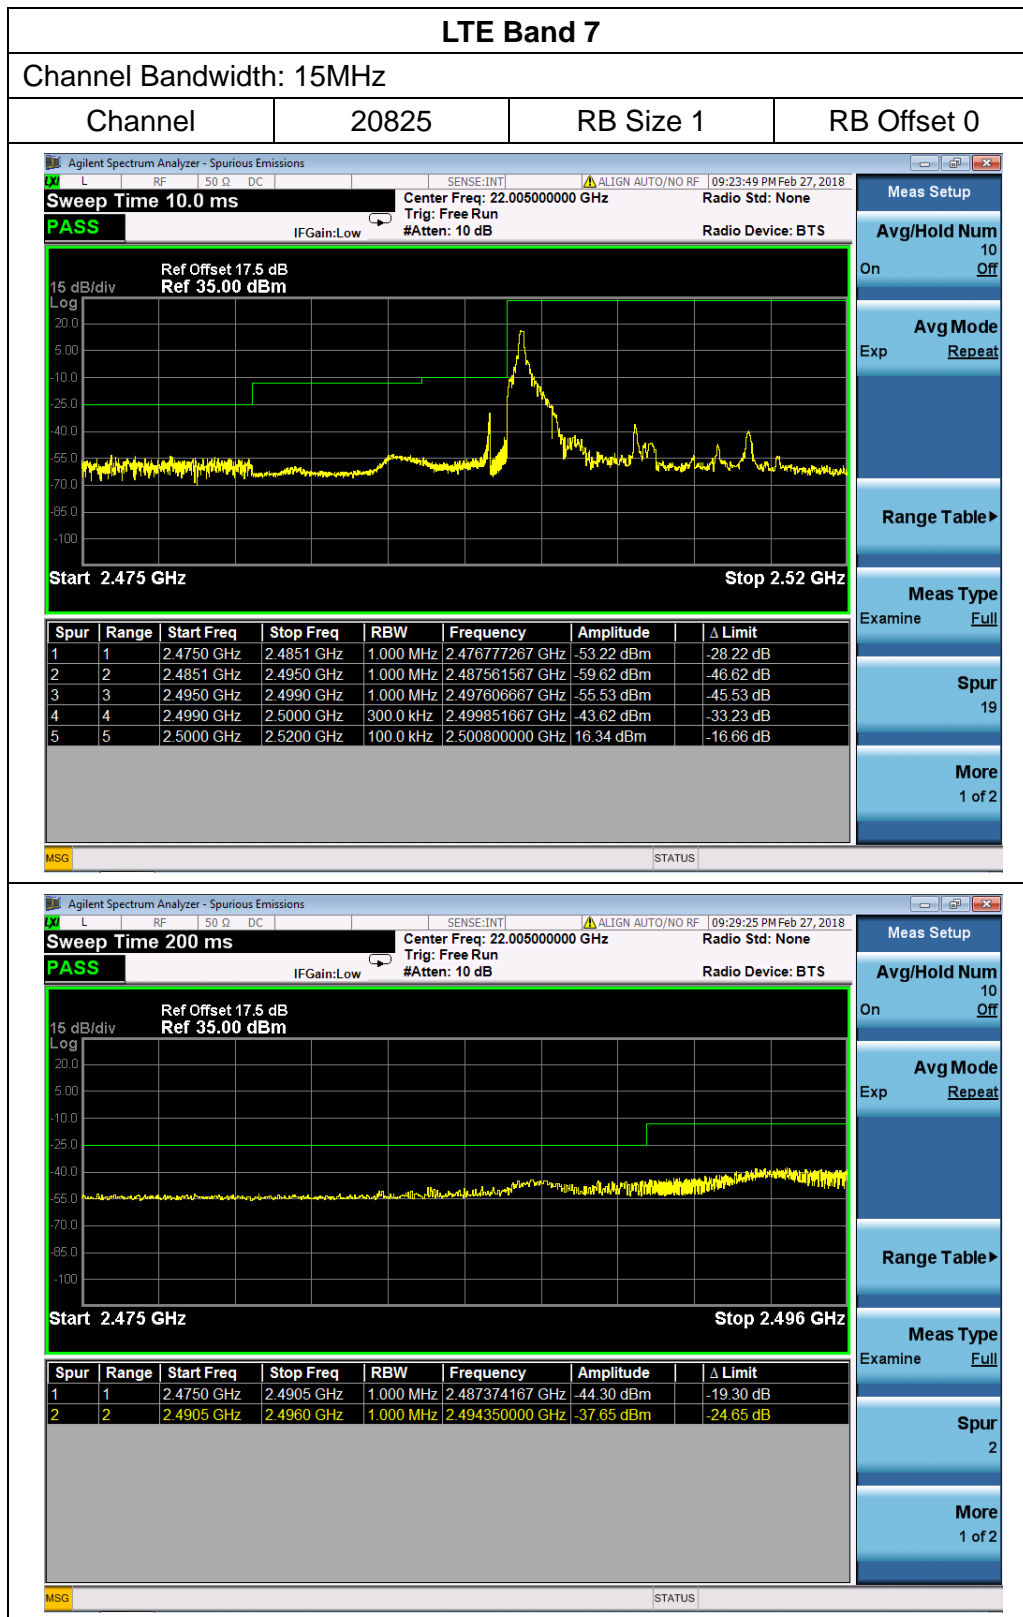 LTE Band 7
Channel Bandwidth: 15MHz
Channel 20825 RB Size 1 RB Offset 0
Agilent Spectrum Analyzer - Spurious Emissions
LXI L RF 50 Ω DC SENSE:INT ALIGN AUTO/NO RF 09:23:49 PM Feb 27, 2018
Sweep Time 10.0 ms
Center Freq: 22.005000000 GHz
Radio Std: None
Trig: Free Run
PASS
IFGain:Low
#Atten: 10 dB
Radio Device: BTS
Ref Offset 17.5 dB
15 dB/div Ref 35.00 dBm
Log
20.0
5.00
-10.0
-25.0
-40.0
-55.0
-70.0
-85.0
-100
Start 2.475 GHz Stop 2.52 GHz
Spur Range Start Freq Stop Freq RBW Frequency Amplitude Δ Limit
1 1 2.4750 GHz 2.4851 GHz 1.000 MHz 2.476777267 GHz -53.22 dBm -28.22 dB
2 2 2.4851 GHz 2.4950 GHz 1.000 MHz 2.487561567 GHz -59.62 dBm -46.62 dB
3 3 2.4950 GHz 2.4990 GHz 1.000 MHz 2.497606667 GHz -55.53 dBm -45.53 dB
4 4 2.4990 GHz 2.5000 GHz 300.0 kHz 2.499851667 GHz -43.62 dBm -33.23 dB
5 5 2.5000 GHz 2.5200 GHz 100.0 kHz 2.500800000 GHz 16.34 dBm -16.66 dB
MSG STATUS
Meas Setup
Avg/Hold Num
10
On Off
Avg Mode
Exp Repeat
Range Table
Meas Type
Examine Full
Spur
19
More
1 of 2
Agilent Spectrum Analyzer - Spurious Emissions
LXI L RF 50 Ω DC SENSE:INT ALIGN AUTO/NO RF 09:29:25 PM Feb 27, 2018
Sweep Time 200 ms
Center Freq: 22.005000000 GHz
Radio Std: None
Trig: Free Run
PASS
IFGain:Low
#Atten: 10 dB
Radio Device: BTS
Ref Offset 17.5 dB
15 dB/div Ref 35.00 dBm
Log
20.0
5.00
-10.0
-25.0
-40.0
-55.0
-70.0
-85.0
-100
Start 2.475 GHz Stop 2.496 GHz
Spur Range Start Freq Stop Freq RBW Frequency Amplitude Δ Limit
1 1 2.4750 GHz 2.4905 GHz 1.000 MHz 2.487374167 GHz -44.30 dBm -19.30 dB
2 2 2.4905 GHz 2.4960 GHz 1.000 MHz 2.494350000 GHz -37.65 dBm -24.65 dB
MSG STATUS
Meas Setup
Avg/Hold Num
10
On Off
Avg Mode
Exp Repeat
Range Table
Meas Type
Examine Full
Spur
2
More
1 of 2